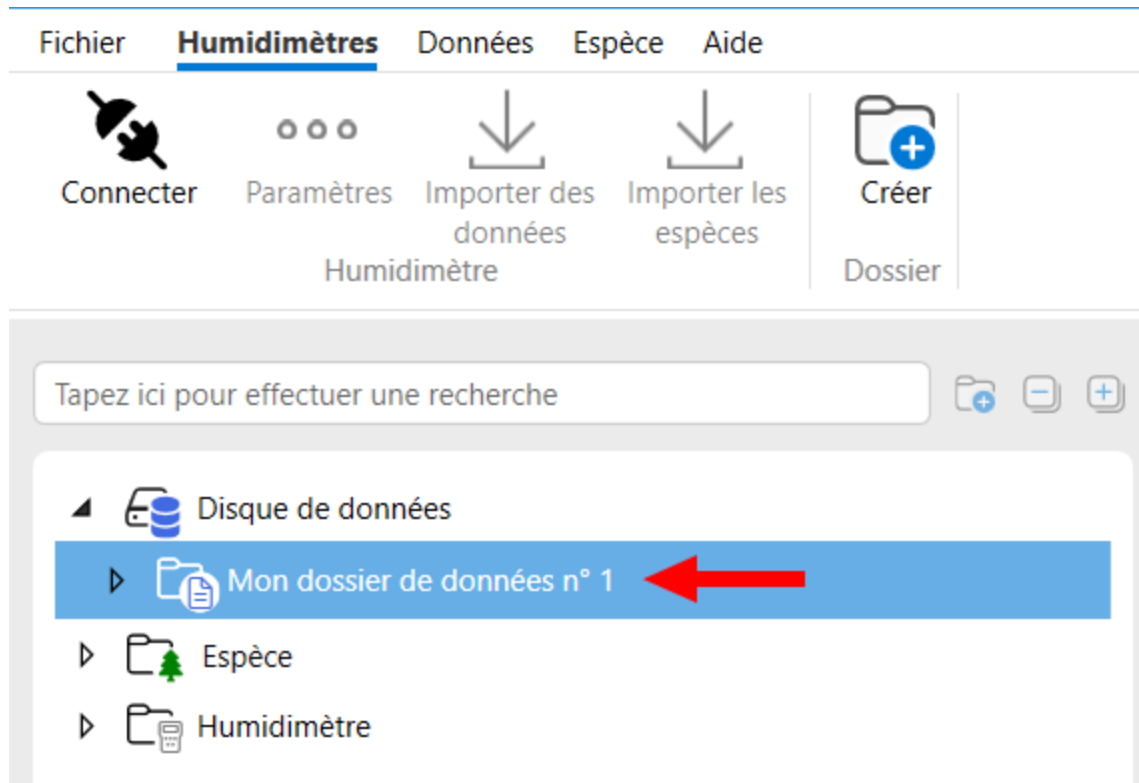 Fichier Humidimètres Données Espèce Aide
Connecter Paramètres Importer des Importer les Créer
données espèces
Humidimètre Dossier
Tapez ici pour effectuer une recherche
Disque de données
Mon dossier de données n° 1
Espèce
Humidimètre